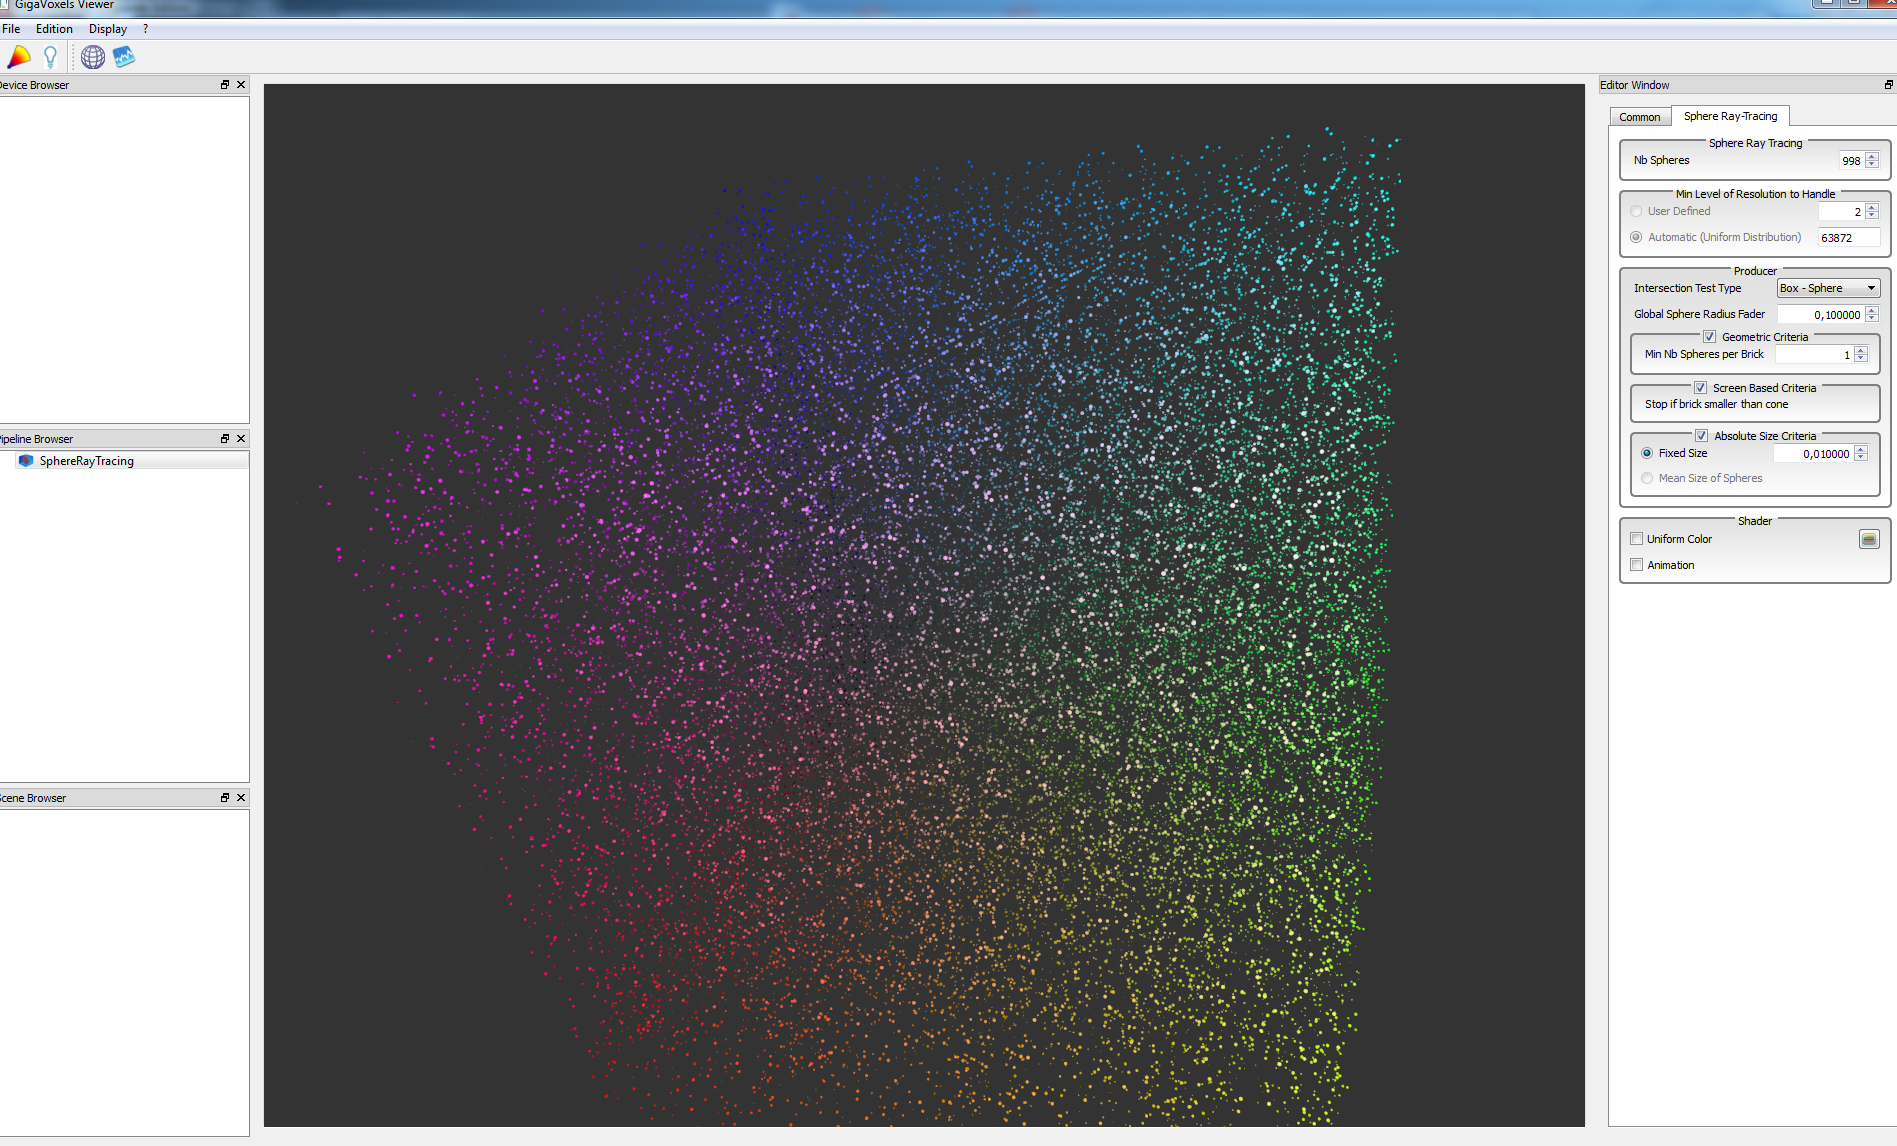 GigaVoxels Viewer
File Edition Display ?
Device Browser
Pipeline Browser
SphereRayTracing
Scene Browser
Editor Window
Common Sphere Ray-Tracing
Sphere Ray Tracing
Nb Spheres 998
Min Level of Resolution to Handle
User Defined 2
Automatic (Uniform Distribution) 63872
Producer
Intersection Test Type Box - Sphere
Global Sphere Radius Fader 0,100000
Geometric Criteria
Min Nb Spheres per Brick 1
Screen Based Criteria
Stop if brick smaller than cone
Absolute Size Criteria
Fixed Size 0,010000
Mean Size of Spheres
Shader
Uniform Color
Animation